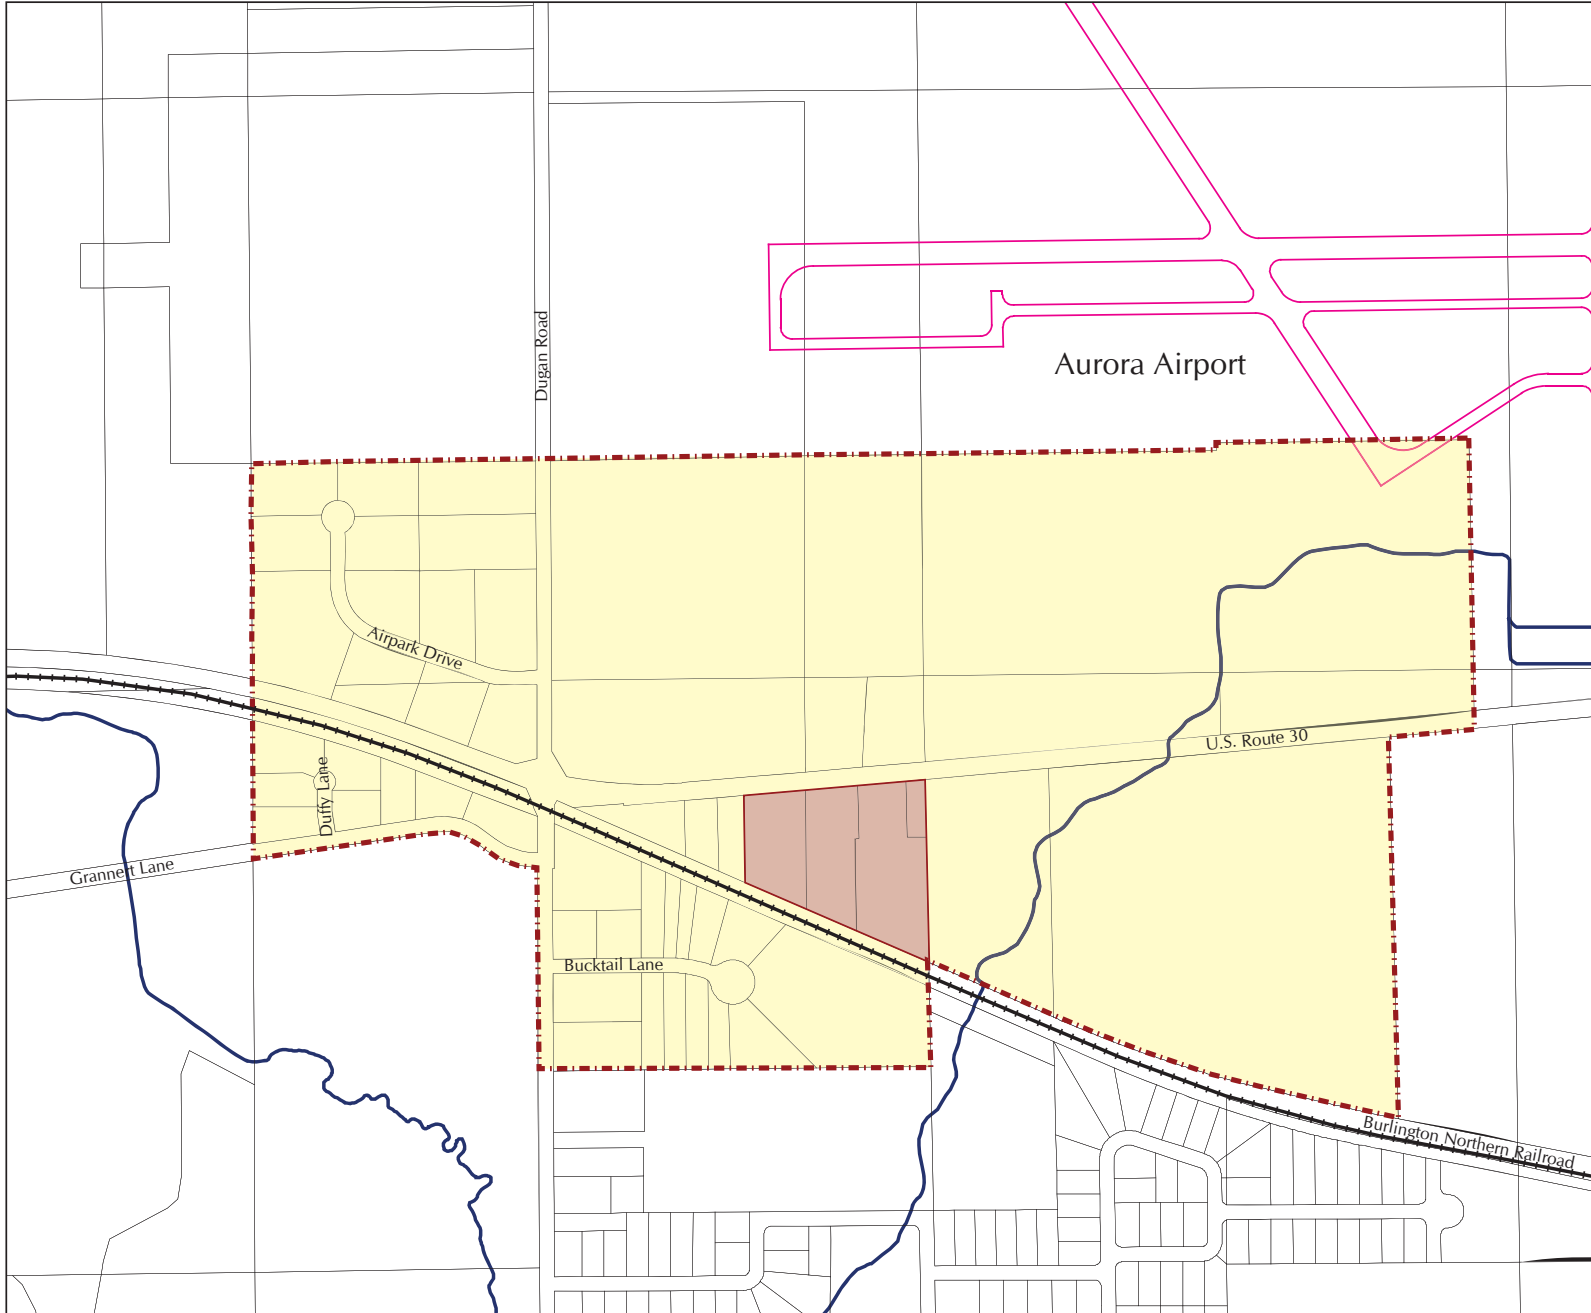 Dugan Road
Aurora Airport
Airpark Drive
U.S. Route 30
Duffy Lane
Grannert Lane
Bucktail Lane
Burlington Northern Railroad